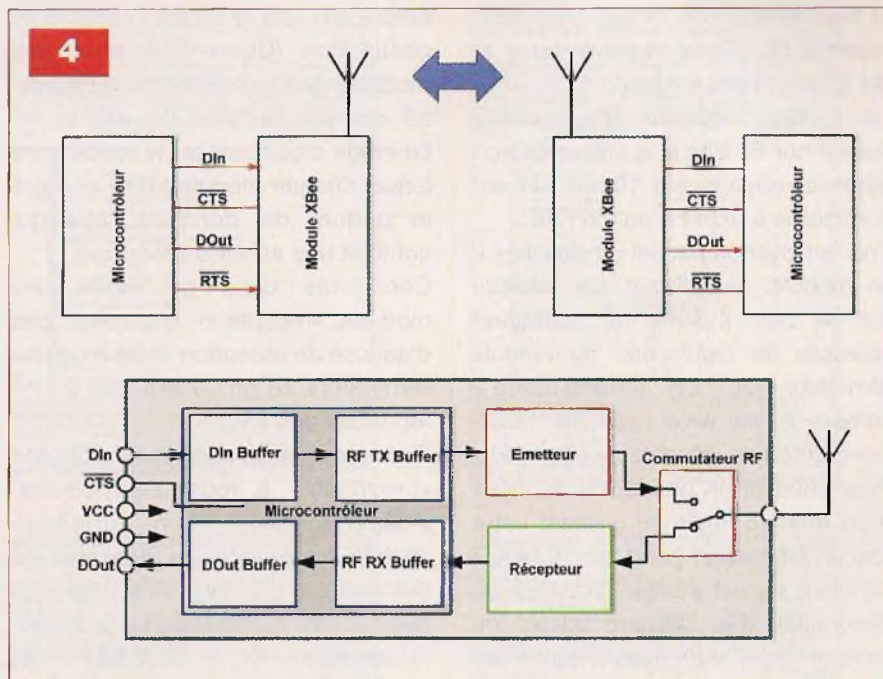 4
Microcontrôleur
DIn
CTS
DOut
RTS
Module XBee
Module XBee
DIn
CTS
DOut
RTS
Microcontrôleur
DIn
CTS
VCC
GND
DOut
DIn Buffer
RF TX Buffer
Microcontrôleur
DOut Buffer
RF RX Buffer
Emetteur
Récepteur
Commutateur RF